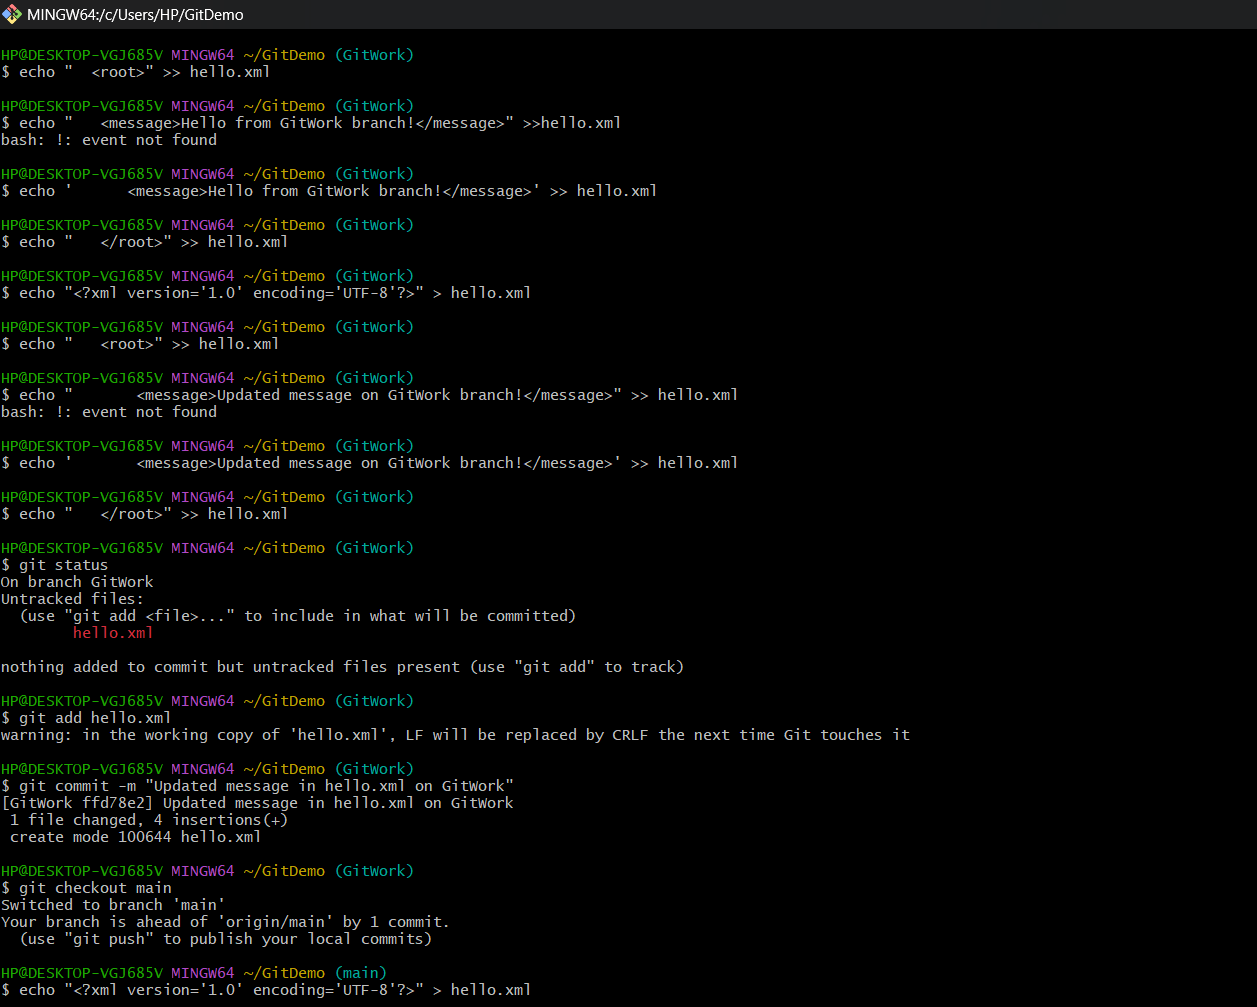 MINGW64:/c/Users/HP/GitDemo
HP@DESKTOP-VGJ685V MINGW64 ~/GitDemo (GitWork)
$ echo "  <root>" >> hello.xml
HP@DESKTOP-VGJ685V MINGW64 ~/GitDemo (GitWork)
$ echo "   <message>Hello from GitWork branch!</message>" >>hello.xml
bash: !: event not found
HP@DESKTOP-VGJ685V MINGW64 ~/GitDemo (GitWork)
$ echo '      <message>Hello from GitWork branch!</message>' >> hello.xml
HP@DESKTOP-VGJ685V MINGW64 ~/GitDemo (GitWork)
$ echo "   </root>" >> hello.xml
HP@DESKTOP-VGJ685V MINGW64 ~/GitDemo (GitWork)
$ echo "<?xml version='1.0' encoding='UTF-8'?>" > hello.xml
HP@DESKTOP-VGJ685V MINGW64 ~/GitDemo (GitWork)
$ echo "   <root>" >> hello.xml
HP@DESKTOP-VGJ685V MINGW64 ~/GitDemo (GitWork)
$ echo "       <message>Updated message on GitWork branch!</message>" >> hello.xml
bash: !: event not found
HP@DESKTOP-VGJ685V MINGW64 ~/GitDemo (GitWork)
$ echo '       <message>Updated message on GitWork branch!</message>' >> hello.xml
HP@DESKTOP-VGJ685V MINGW64 ~/GitDemo (GitWork)
$ echo "   </root>" >> hello.xml
HP@DESKTOP-VGJ685V MINGW64 ~/GitDemo (GitWork)
$ git status
On branch GitWork
Untracked files:
  (use "git add <file>..." to include in what will be committed)
        hello.xml
nothing added to commit but untracked files present (use "git add" to track)
HP@DESKTOP-VGJ685V MINGW64 ~/GitDemo (GitWork)
$ git add hello.xml
warning: in the working copy of 'hello.xml', LF will be replaced by CRLF the next time Git touches it
HP@DESKTOP-VGJ685V MINGW64 ~/GitDemo (GitWork)
$ git commit -m "Updated message in hello.xml on GitWork"
[GitWork ffd78e2] Updated message in hello.xml on GitWork
 1 file changed, 4 insertions(+)
 create mode 100644 hello.xml
HP@DESKTOP-VGJ685V MINGW64 ~/GitDemo (GitWork)
$ git checkout main
Switched to branch 'main'
Your branch is ahead of 'origin/main' by 1 commit.
  (use "git push" to publish your local commits)
HP@DESKTOP-VGJ685V MINGW64 ~/GitDemo (main)
$ echo "<?xml version='1.0' encoding='UTF-8'?>" > hello.xml